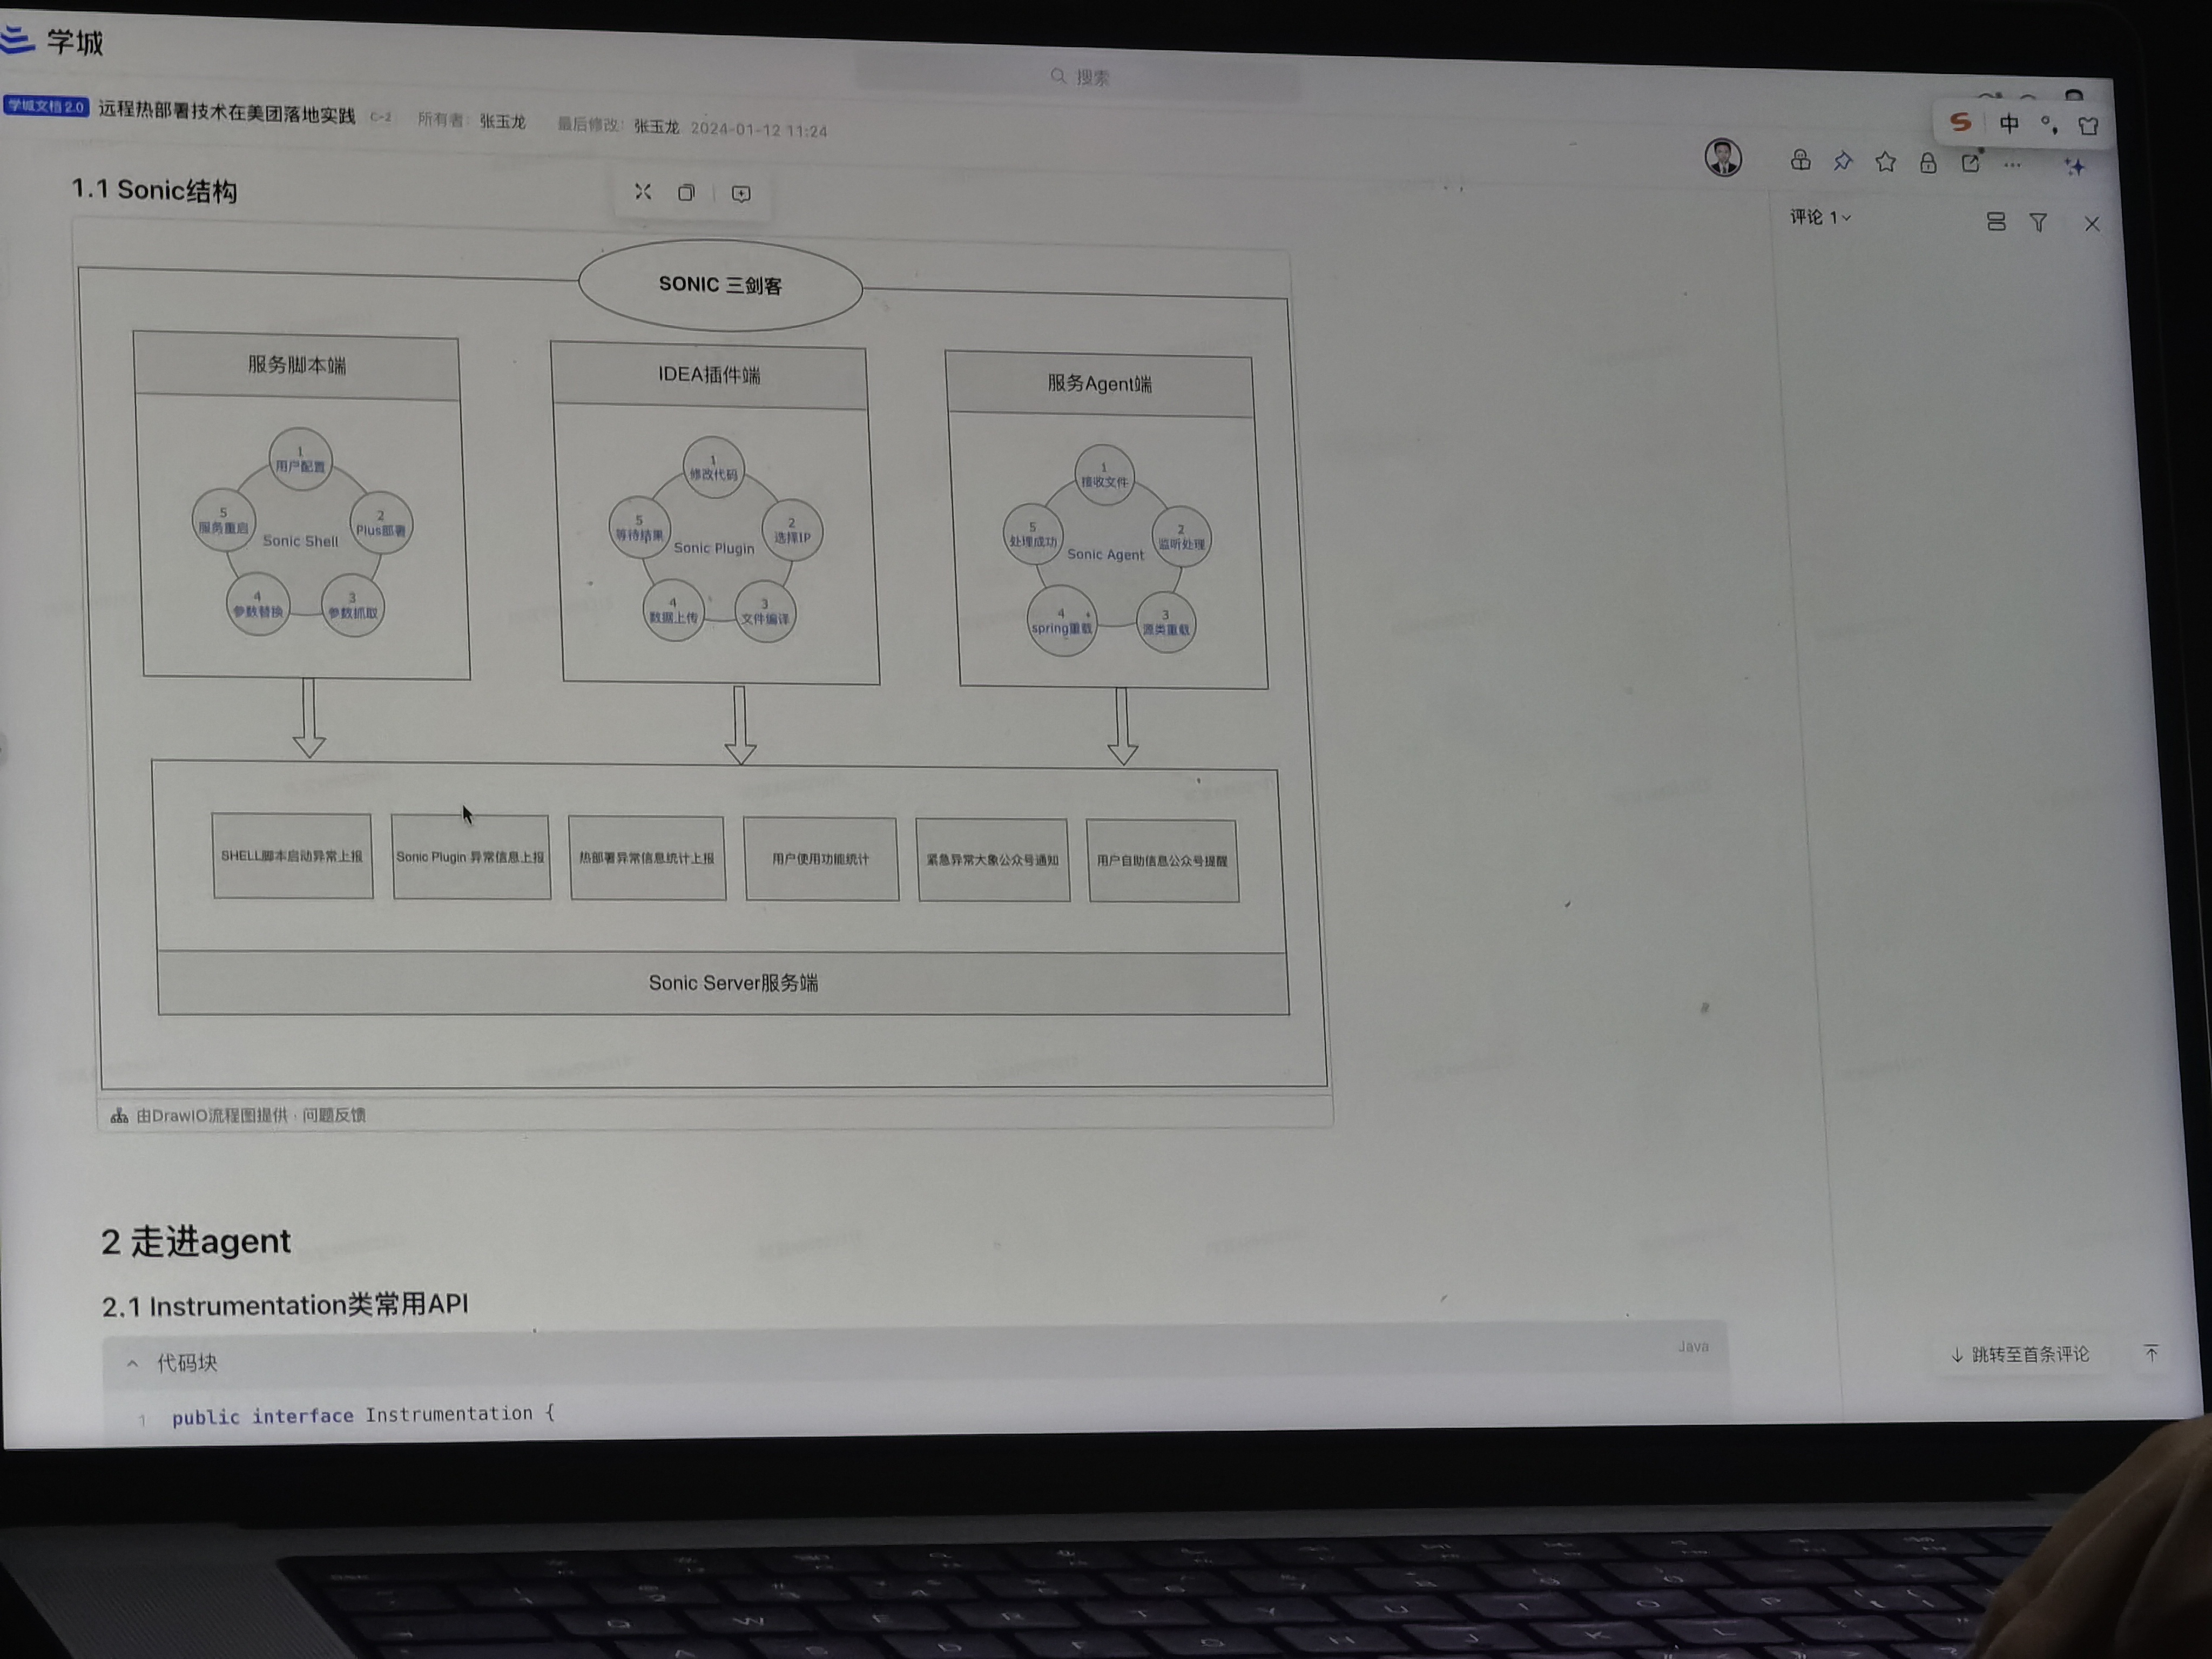 学城
搜索
学城文档 2.0 远程热部署技术在美团落地实践 C-2 所有者: 张玉龙 最后修改: 张玉龙 2024-01-12 11:24
中
评论 1
1.1 Sonic结构
SONIC 三剑客
服务脚本端
1
用户配置
2
Plus部署
3
参数抓取
4
参数替换
5
服务重启
Sonic Shell
IDEA插件端
1
修改代码
2
选择IP
3
文件编译
4
数据上传
5
等待结果
Sonic Plugin
服务Agent端
1
接收文件
2
监听处理
3
源类重载
4
spring重载
5
处理成功
Sonic Agent
SHELL脚本启动异常上报
Sonic Plugin 异常信息上报
热部署异常信息统计上报
用户使用功能统计
紧急异常大象公众号通知
用户自助信息公众号提醒
Sonic Server服务端
由DrawIO流程图提供 · 问题反馈
2 走进agent
2.1 Instrumentation类常用API
代码块
Java
1 public interface Instrumentation {
跳转至首条评论